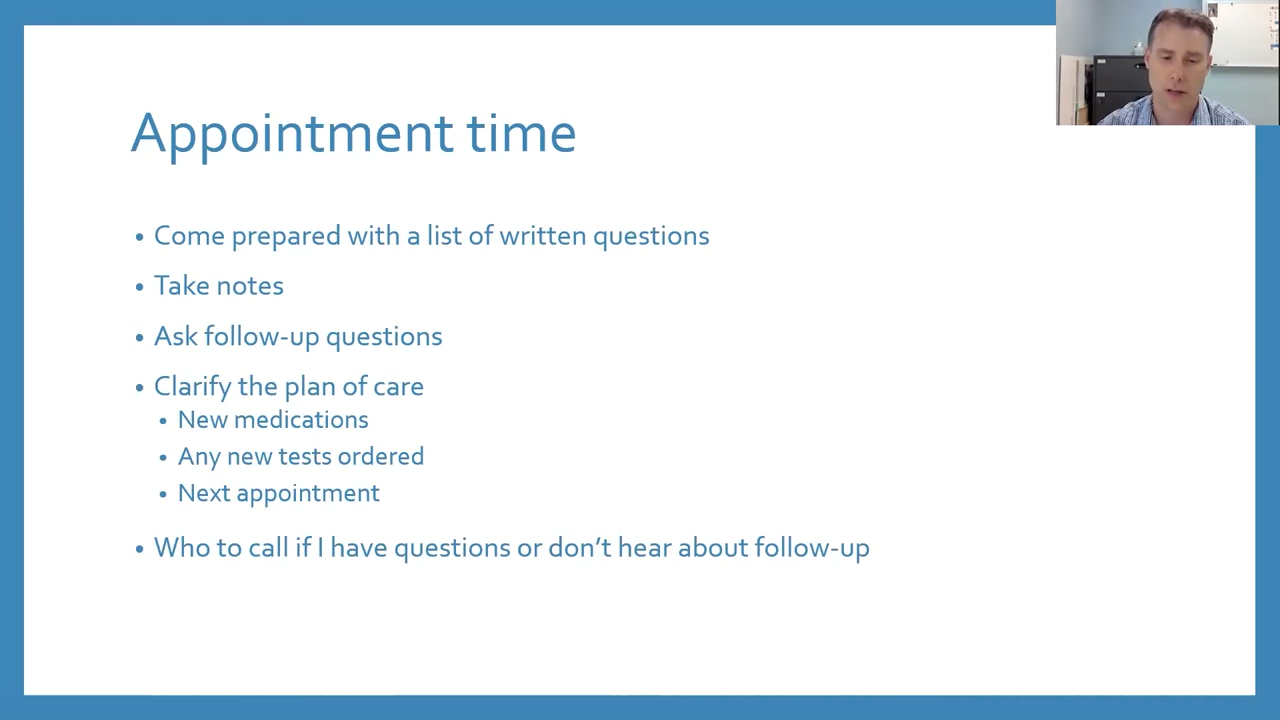 Appointment time
• Come prepared with a list of written questions
• Take notes
• Ask follow-up questions
• Clarify the plan of care
• New medications
• Any new tests ordered
• Next appointment
• Who to call if I have questions or don’t hear about follow-up